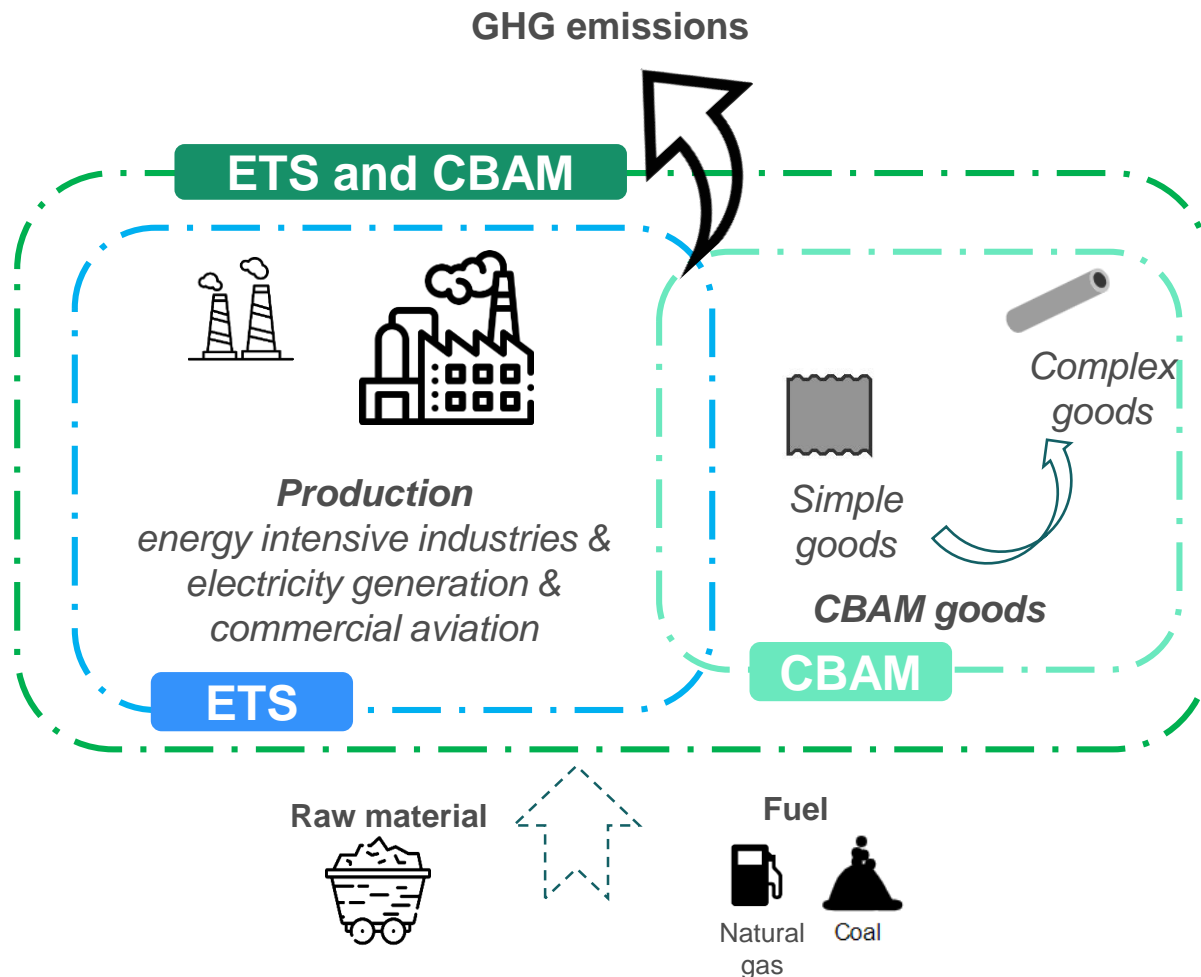 GHG emissions
ETS and CBAM
Complex
goods
Simple
goods
Production
energy intensive industries &
electricity generation &
commercial aviation
CBAM goods
CBAM
ETS
Raw material
Fuel
Natural
gas
Coal